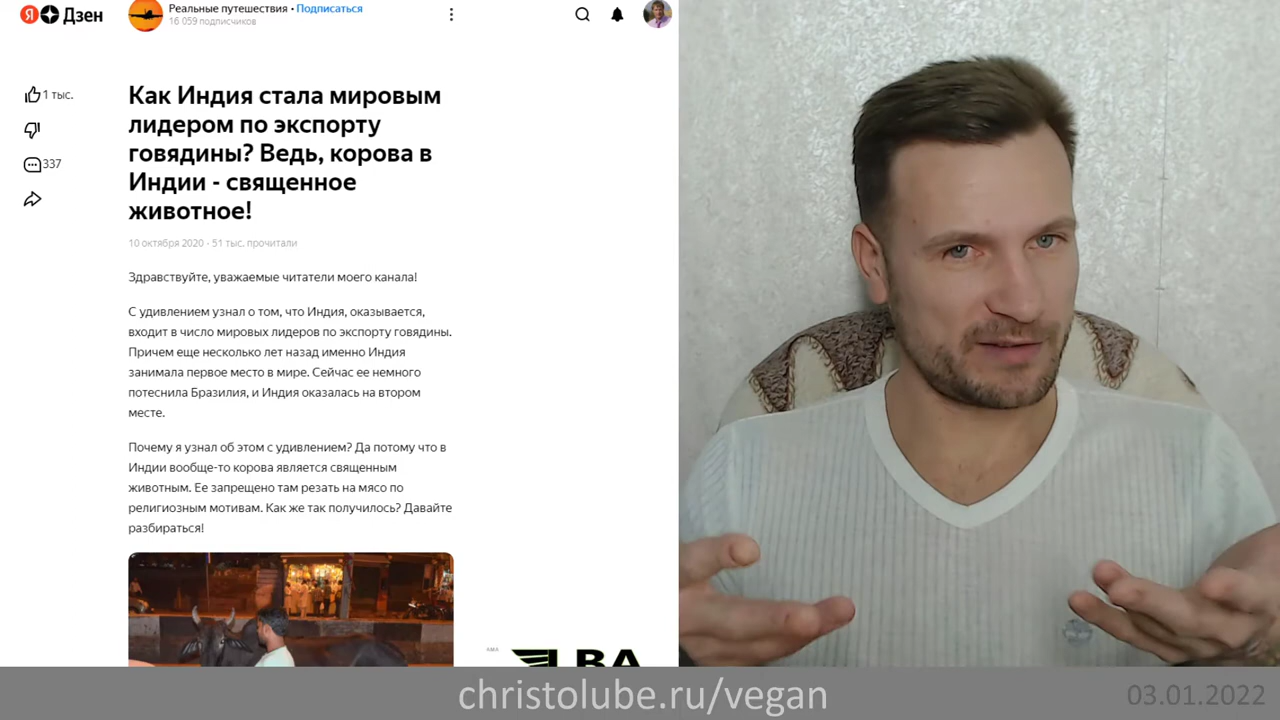 Я Дзен
Реальные путешествия • Подписаться
16 059 подписчиков
1 тыс.
337
Как Индия стала мировым
лидером по экспорту
говядины? Ведь, корова в
Индии - священное
животное!
10 октября 2020 · 51 тыс. прочитали
Здравствуйте, уважаемые читатели моего канала!
С удивлением узнал о том, что Индия, оказывается,
входит в число мировых лидеров по экспорту говядины.
Причем еще несколько лет назад именно Индия
занимала первое место в мире. Сейчас ее немного
потеснила Бразилия, и Индия оказалась на втором
месте.
Почему я узнал об этом с удивлением? Да потому что в
Индии вообще-то корова является священным
животным. Ее запрещено там резать на мясо по
религиозным мотивам. Как же так получилось? Давайте
разбираться!
christolube.ru/vegan
03.01.2022